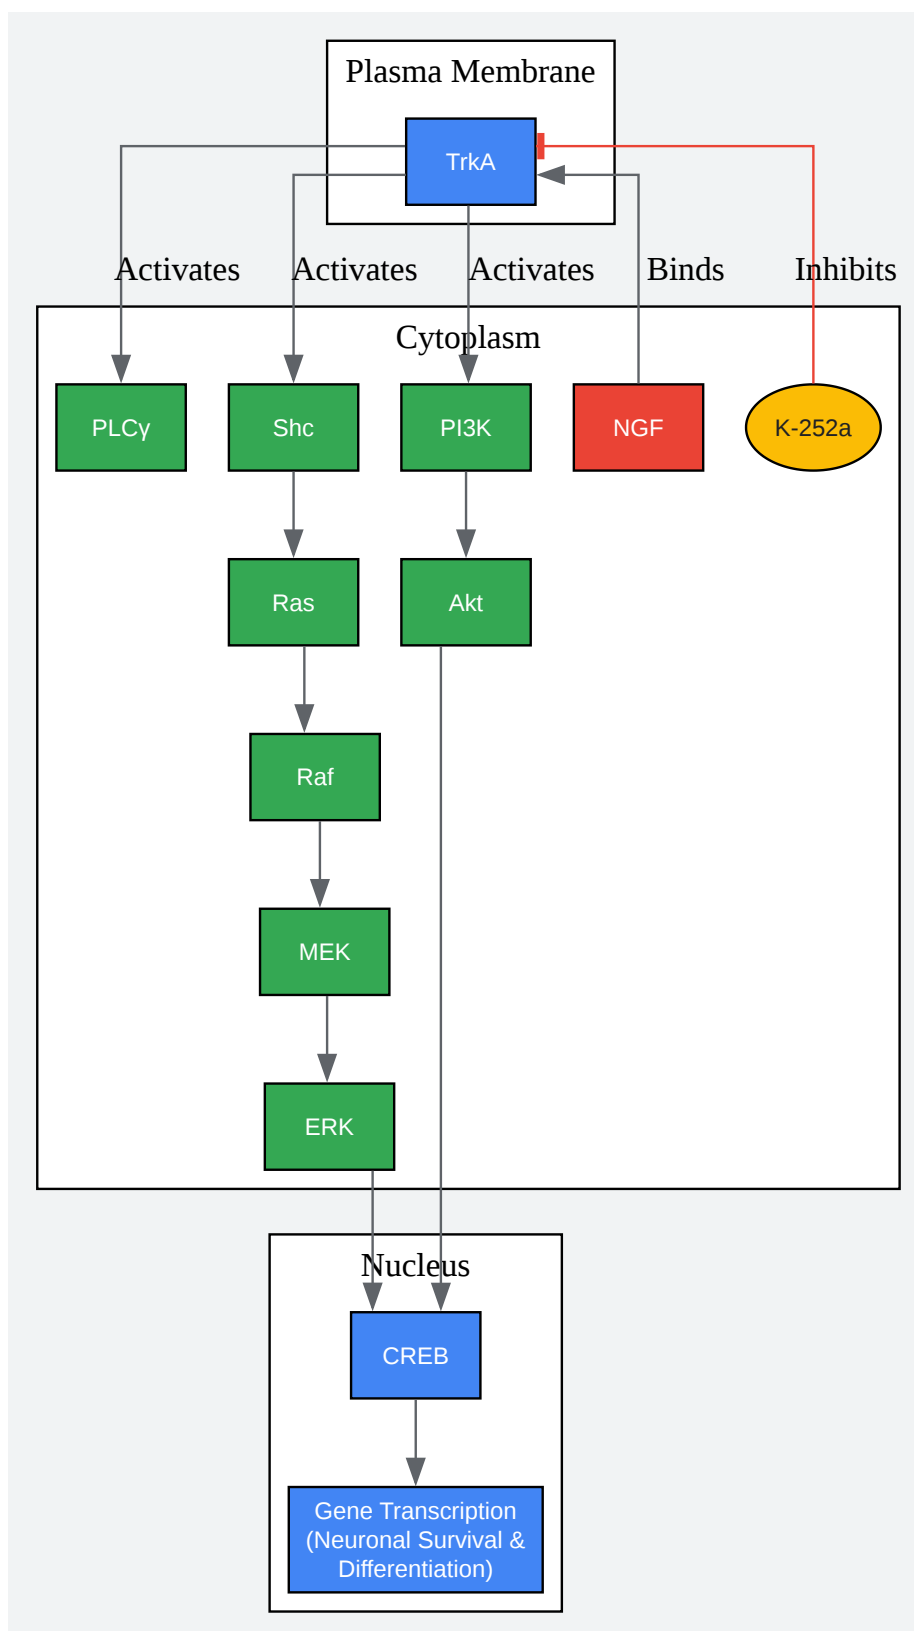 Plasma Membrane
TrkA
Activates
Activates
Activates
Binds
Inhibits
Cytoplasm
PLCγ
Shc
PI3K
NGF
K-252a
Ras
Akt
Raf
MEK
ERK
Nucleus
CREB
Gene Transcription
(Neuronal Survival &
Differentiation)